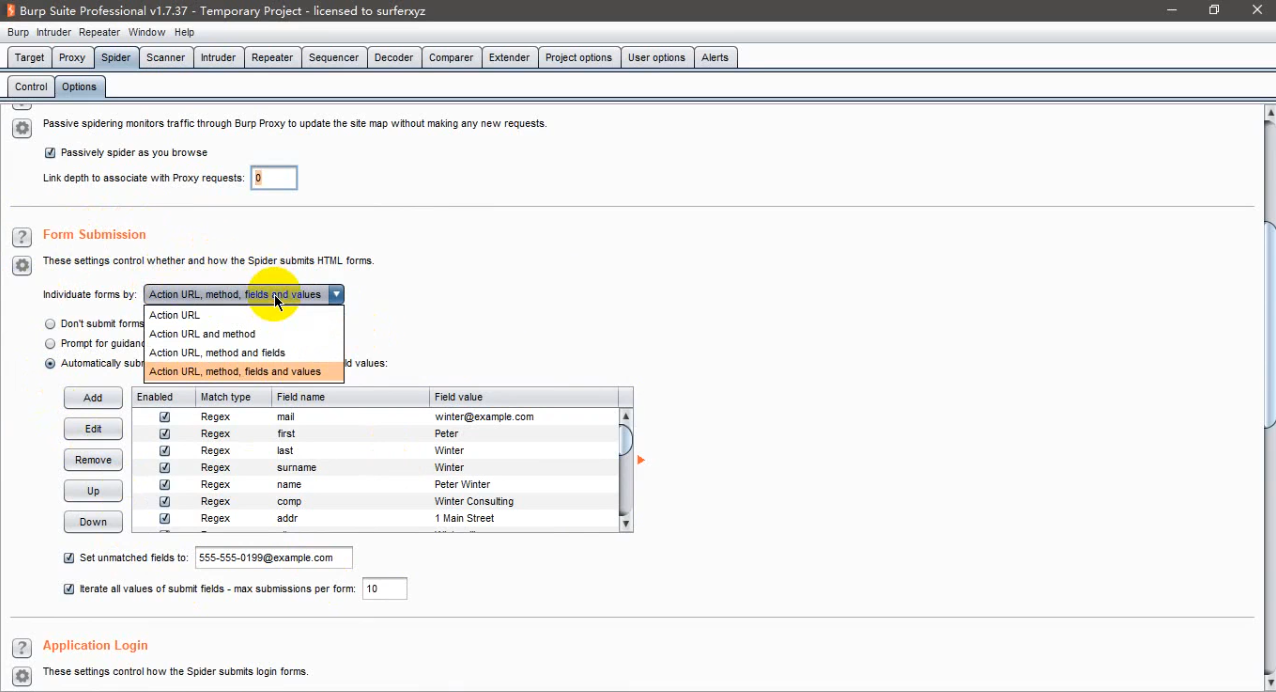 Burp Suite Professional v1.7.37 - Temporary Project - licensed to surferxyz
Burp Intruder Repeater Window Help
Target Proxy Spider Scanner Intruder Repeater Sequencer Decoder Comparer Extender Project options User options Alerts
Control Options
Passive spidering monitors traffic through Burp Proxy to update the site map without making any new requests.
Passively spider as you browse
Link depth to associate with Proxy requests: 0
? Form Submission
These settings control whether and how the Spider submits HTML forms.
Individuate forms by: Action URL, method, fields and values
Action URL
Don't submit forms
Action URL and method
Prompt for guidan
Action URL, method and fields
Automatically sub ld values:
Action URL, method, fields and values
Add Enabled Match type Field name Field value
Regex mail winter@example.com
Edit Regex first Peter
Regex last Winter
Remove Regex surname Winter
Regex name Peter Winter
Up Regex comp Winter Consulting
Down Regex addr 1 Main Street
Set unmatched fields to: 555-555-0199@example.com
Iterate all values of submit fields - max submissions per form: 10
? Application Login
These settings control how the Spider submits login forms.